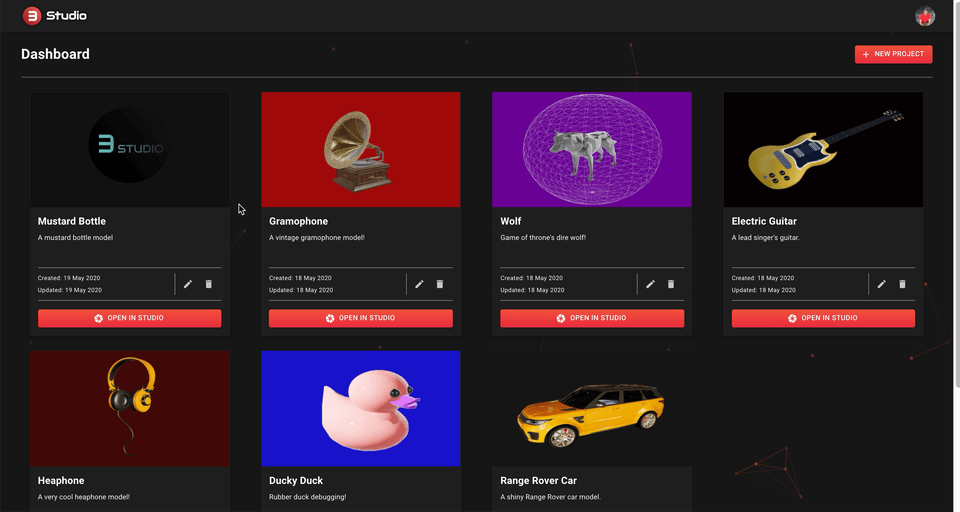 3 Studio
Dashboard
+ NEW PROJECT
3 STUDIO
Mustard Bottle
A mustard bottle model
Created: 19 May 2020
Updated: 19 May 2020
OPEN IN STUDIO
Gramophone
A vintage gramophone model!
Created: 18 May 2020
Updated: 18 May 2020
OPEN IN STUDIO
Wolf
Game of throne's dire wolf!
Created: 18 May 2020
Updated: 18 May 2020
OPEN IN STUDIO
Electric Guitar
A lead singer's guitar.
Created: 18 May 2020
Updated: 18 May 2020
OPEN IN STUDIO
Heaphone
A very cool heaphone model!
Ducky Duck
Rubber duck debugging!
Range Rover Car
A shiny Range Rover car model.